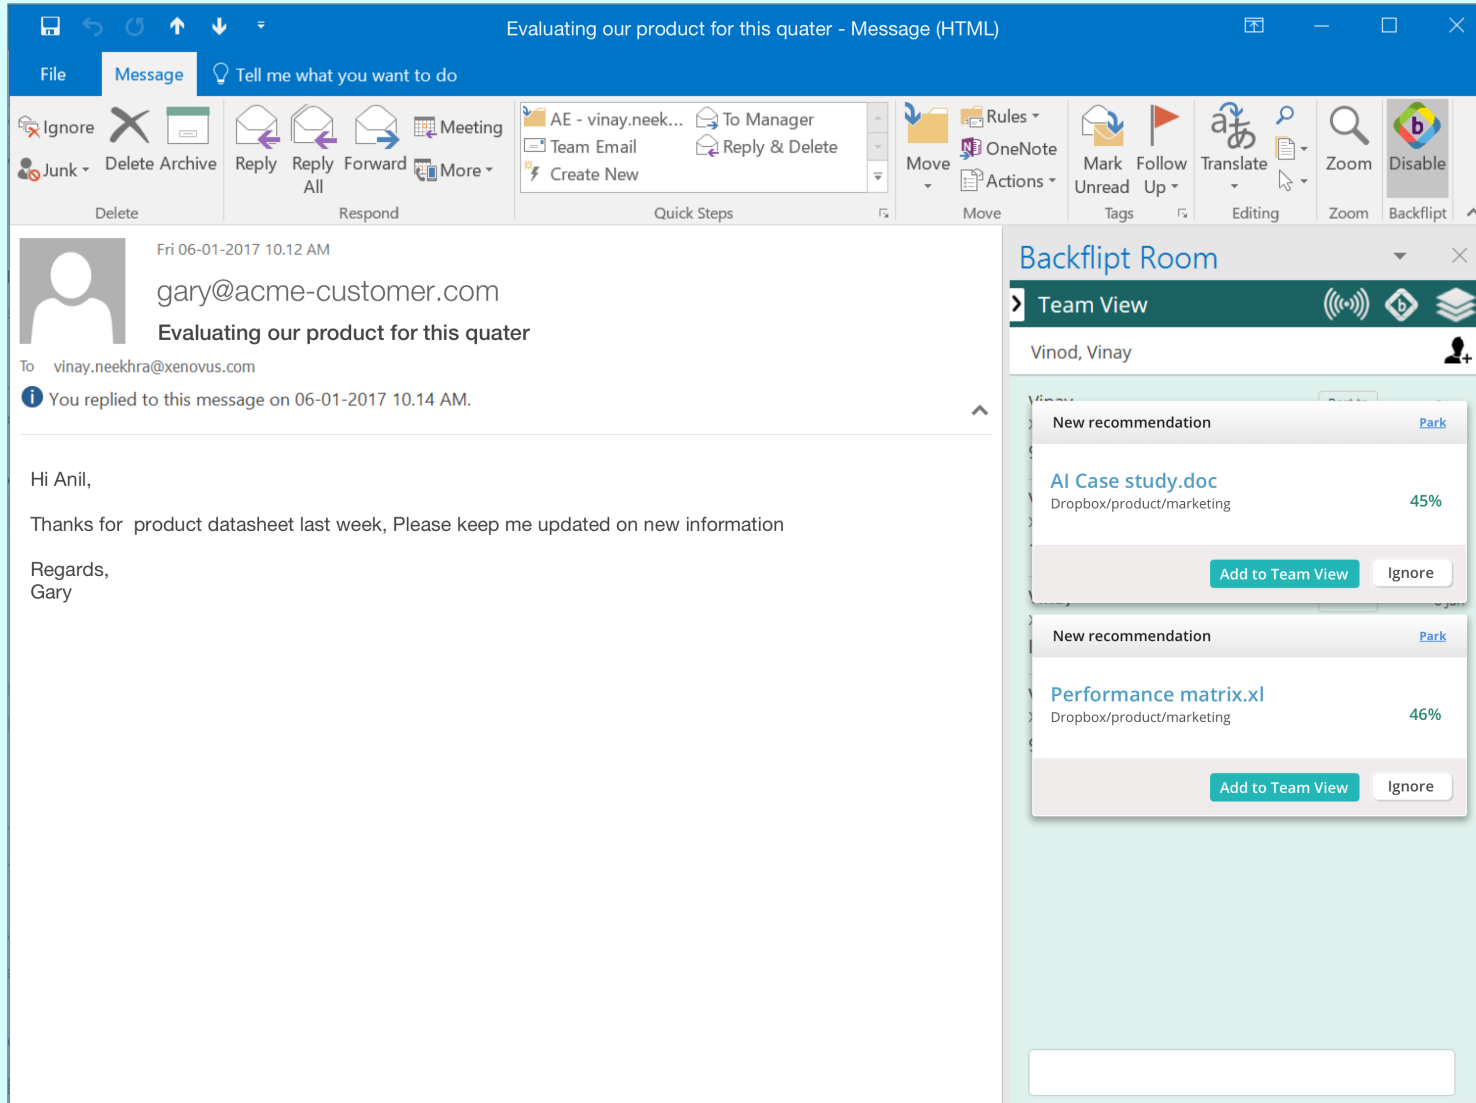 Evaluating our product for this quater - Message (HTML)
File
Message
Tell me what you want to do
Ignore
Junk
Delete
Archive
Delete
Reply
Reply All
Forward
Meeting
More
Respond
AE - vinay.neek...
To Manager
Team Email
Reply & Delete
Create New
Quick Steps
Move
Rules
OneNote
Actions
Move
Mark Unread
Follow Up
Tags
Translate
Editing
Zoom
Zoom
Disable
Backflipt
Fri 06-01-2017 10.12 AM
gary@acme-customer.com
Evaluating our product for this quater
To vinay.neekhra@xenovus.com
You replied to this message on 06-01-2017 10.14 AM.
Hi Anil,
Thanks for  product datasheet last week, Please keep me updated on new information
Regards,
Gary
Backflipt Room
Team View
Vinod, Vinay
New recommendation
Park
AI Case study.doc
Dropbox/product/marketing
45%
Add to Team View
Ignore
New recommendation
Park
Performance matrix.xl
Dropbox/product/marketing
46%
Add to Team View
Ignore